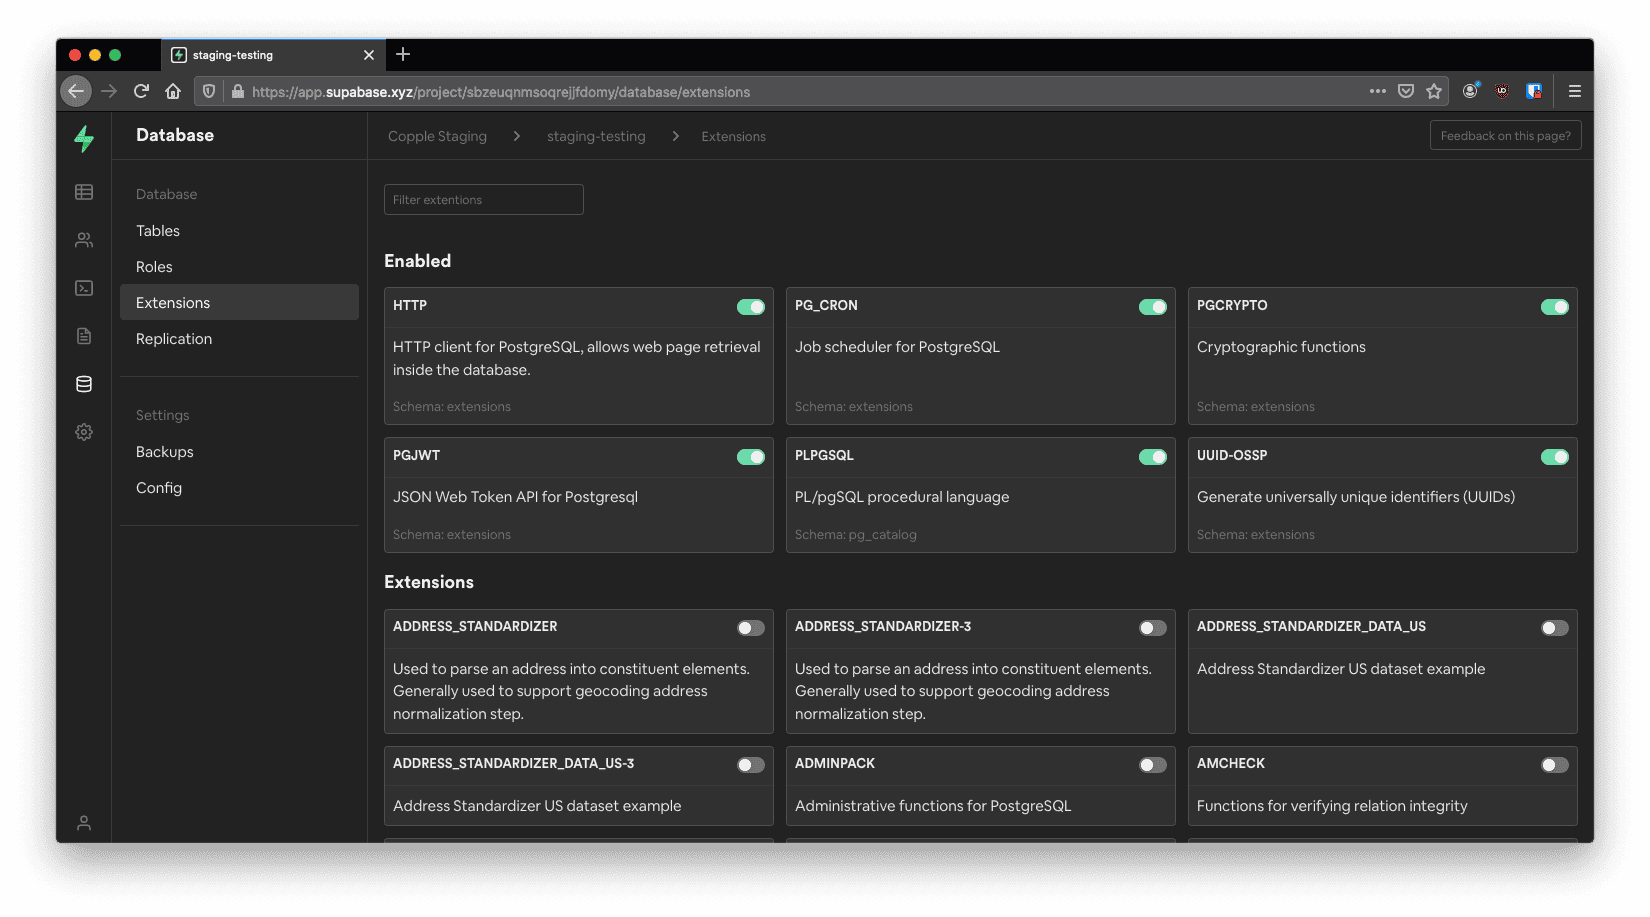 staging-testing
https://app.supabase.xyz/project/sbzeuqnmsoqrejjfdomy/database/extensions
Database
Copple Staging > staging-testing > Extensions
Feedback on this page?
Database
Tables
Roles
Extensions
Replication
Settings
Backups
Config
Filter extentions
Enabled
HTTP
HTTP client for PostgreSQL, allows web page retrieval
inside the database.
Schema: extensions
PG_CRON
Job scheduler for PostgreSQL
Schema: extensions
PGCRYPTO
Cryptographic functions
Schema: extensions
PGJWT
JSON Web Token API for Postgresql
Schema: extensions
PLPGSQL
PL/pgSQL procedural language
Schema: pg_catalog
UUID-OSSP
Generate universally unique identifiers (UUIDs)
Schema: extensions
Extensions
ADDRESS_STANDARDIZER
Used to parse an address into constituent elements.
Generally used to support geocoding address
normalization step.
ADDRESS_STANDARDIZER-3
Used to parse an address into constituent elements.
Generally used to support geocoding address
normalization step.
ADDRESS_STANDARDIZER_DATA_US
Address Standardizer US dataset example
ADDRESS_STANDARDIZER_DATA_US-3
Address Standardizer US dataset example
ADMINPACK
Administrative functions for PostgreSQL
AMCHECK
Functions for verifying relation integrity